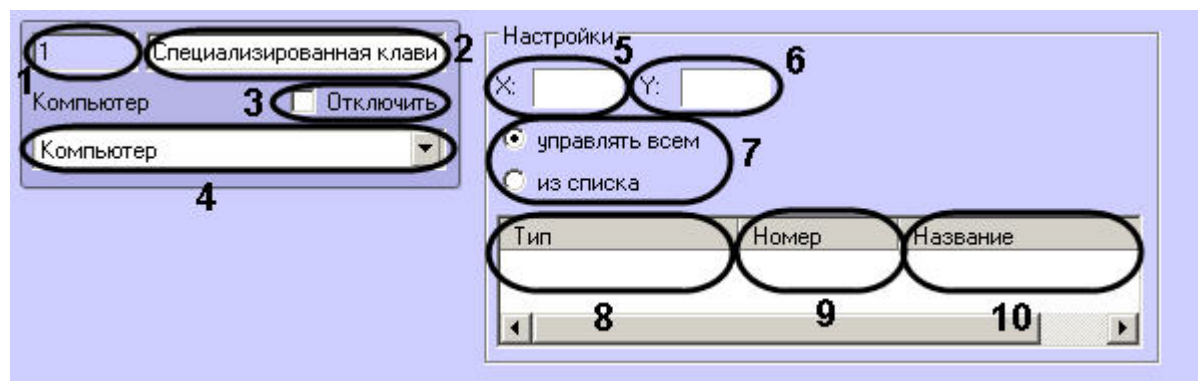 1 Специализированная клави 2
1
Компьютер 3 Отключить
Компьютер
4
Настройки
5 6
X: Y:
управлять всем
7
из списка
Тип Номер Название
8 9 10